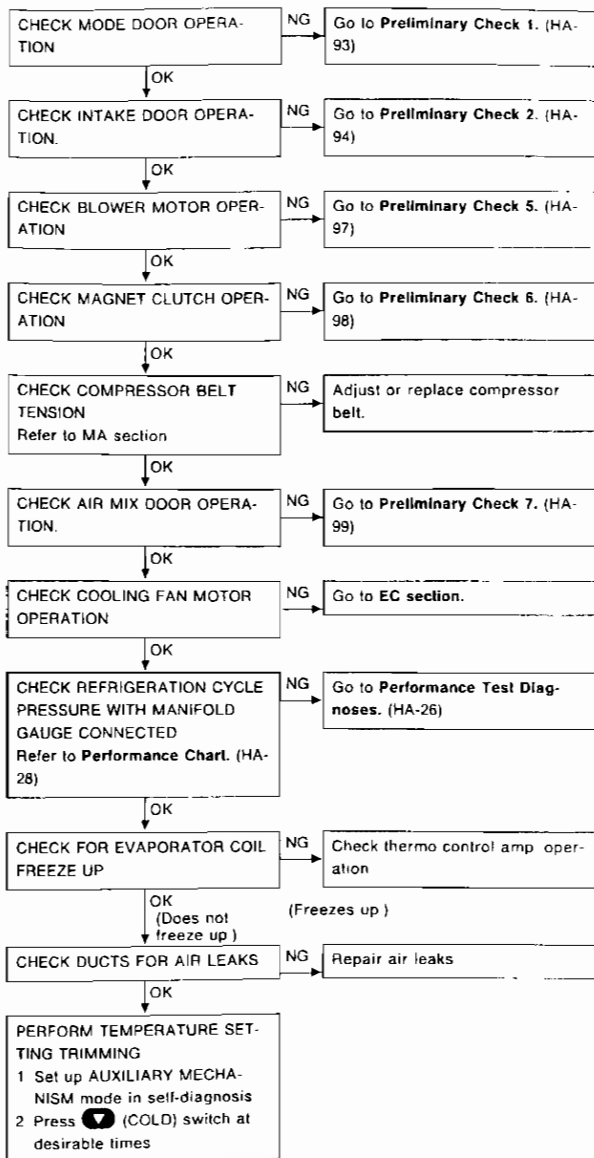 CHECK MODE DOOR OPERA-
TION
NG
Go to Preliminary Check 1. (HA-
93)
OK
CHECK INTAKE DOOR OPERA-
TION.
NG
Go to Preliminary Check 2. (HA-
94)
OK
CHECK BLOWER MOTOR OPER-
ATION
NG
Go to Preliminary Check 5. (HA-
97)
OK
CHECK MAGNET CLUTCH OPER-
ATION
NG
Go to Preliminary Check 6. (HA-
98)
OK
CHECK COMPRESSOR BELT
TENSION
Refer to MA section
NG
Adjust or replace compressor
belt.
OK
CHECK AIR MIX DOOR OPERA-
TION.
NG
Go to Preliminary Check 7. (HA-
99)
OK
CHECK COOLING FAN MOTOR
OPERATION
NG
Go to EC section.
OK
CHECK REFRIGERATION CYCLE
PRESSURE WITH MANIFOLD
GAUGE CONNECTED
Refer to Performance Chart. (HA-
28)
NG
Go to Performance Test Diag-
noses. (HA-26)
OK
CHECK FOR EVAPORATOR COIL
FREEZE UP
NG
Check thermo control amp oper-
ation
OK
(Does not
freeze up)
(Freezes up)
CHECK DUCTS FOR AIR LEAKS
NG
Repair air leaks
OK
PERFORM TEMPERATURE SET-
TING TRIMMING
1 Set up AUXILIARY MECHA-
NISM mode in self-diagnosis
2 Press ▼ (COLD) switch at
desirable times